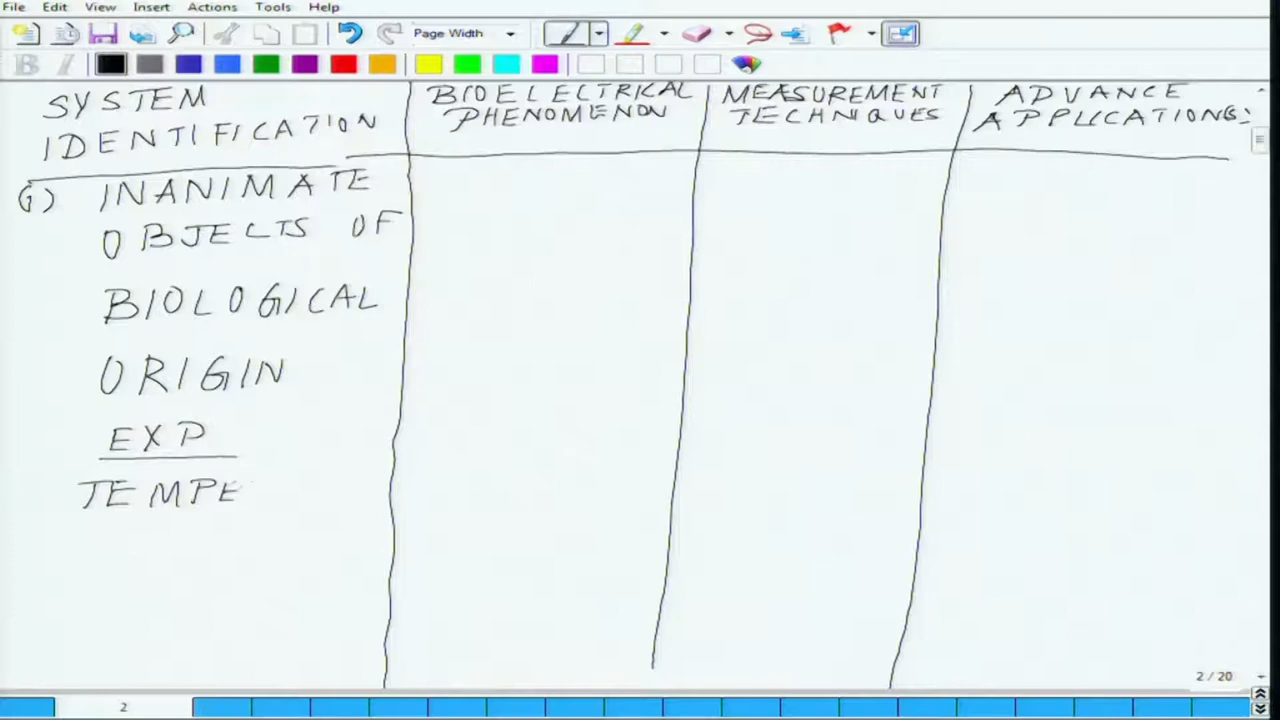 File Edit View Insert Actions Tools Help
Page Width
B I
SYSTEM IDENTIFICATION
BIOELECTRICAL PHENOMENON
MEASUREMENT TECHNIQUES
ADVANCE APPLICATIONS:
G) INANIMATE
OBJECTS OF
BIOLOGICAL
ORIGIN
EXP
TEMPE
2 / 20
2